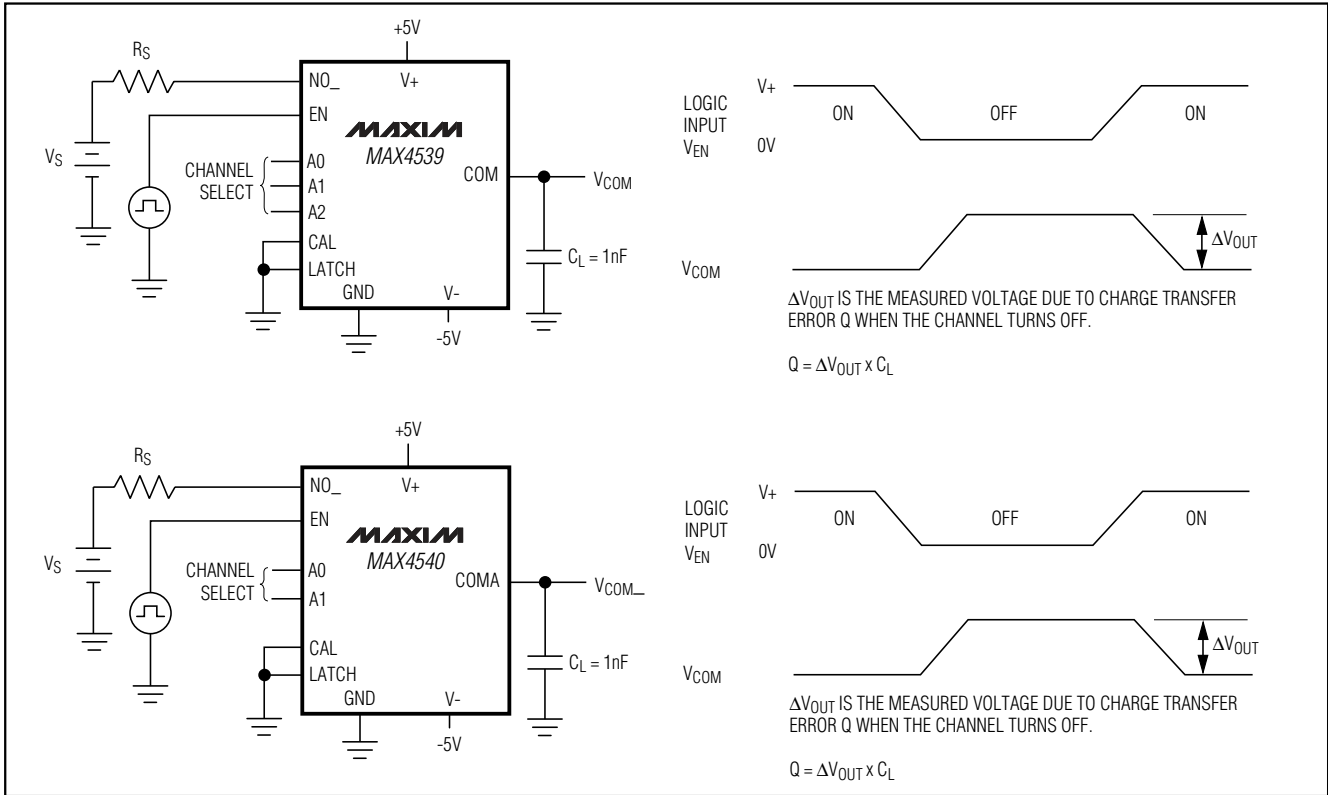 +5V
RS
NO_
V+
EN
MAXIM
MAX4539
VS
CHANNEL
SELECT
A0
A1
A2
COM
VCOM
CAL
LATCH
CL = 1nF
GND
V-
-5V
LOGIC
INPUT
VEN
V+
0V
ON
OFF
ON
VCOM
ΔVOUT
ΔVOUT IS THE MEASURED VOLTAGE DUE TO CHARGE TRANSFER
ERROR Q WHEN THE CHANNEL TURNS OFF.
Q = ΔVOUT x CL
+5V
RS
NO_
V+
EN
MAXIM
MAX4540
VS
CHANNEL
SELECT
A0
A1
COMA
VCOM_
CAL
LATCH
CL = 1nF
GND
V-
-5V
LOGIC
INPUT
VEN
V+
0V
ON
OFF
ON
VCOM
ΔVOUT
ΔVOUT IS THE MEASURED VOLTAGE DUE TO CHARGE TRANSFER
ERROR Q WHEN THE CHANNEL TURNS OFF.
Q = ΔVOUT x CL